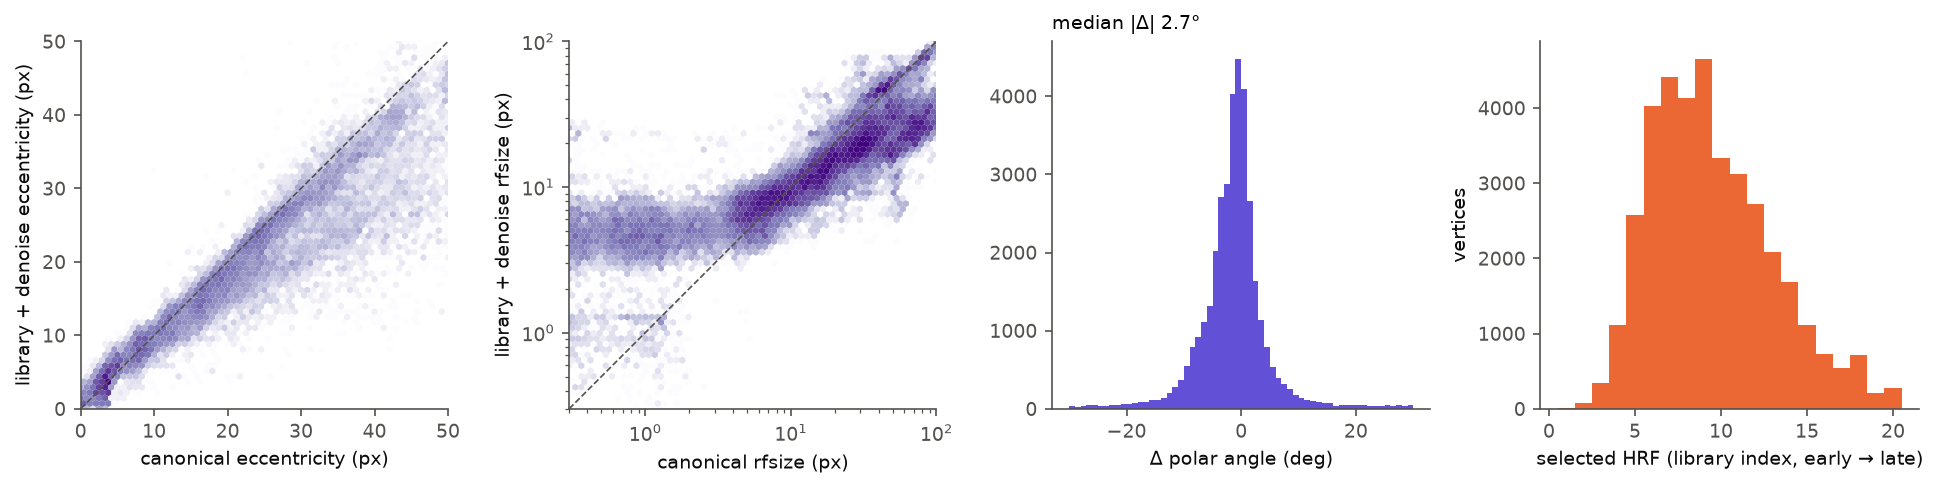 50
40
30
20
10
0
library + denoise eccentricity (px)
0 10 20 30 40 50
canonical eccentricity (px)
10²
10¹
10⁰
library + denoise rfsize (px)
10⁰ 10¹ 10²
canonical rfsize (px)
median |Δ| 2.7°
4000
3000
2000
1000
0
−20 0 20
Δ polar angle (deg)
4000
3000
2000
1000
0
vertices
0 5 10 15 20
selected HRF (library index, early → late)